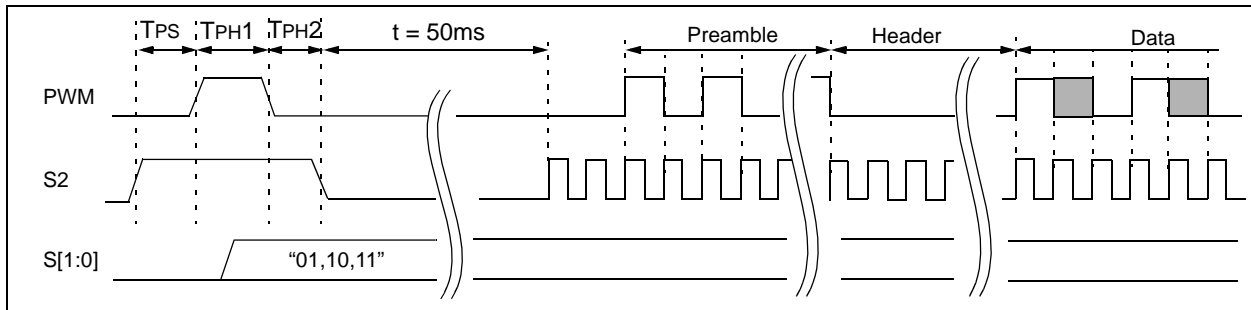 TPS TPH1 TPH2 t = 50ms Preamble Header Data
PWM
S2
S[1:0] “01,10,11”